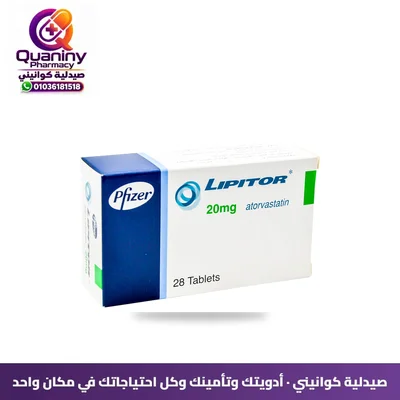 Quaniny
Pharmacy
صيدلية كوانيني
01036181518
Pfizer
LIPITOR®
20mg atorvastatin
28 Tablets
صيدلية كوانيني - أدويتك وتأمينك وكل احتياجاتك في مكان واحد